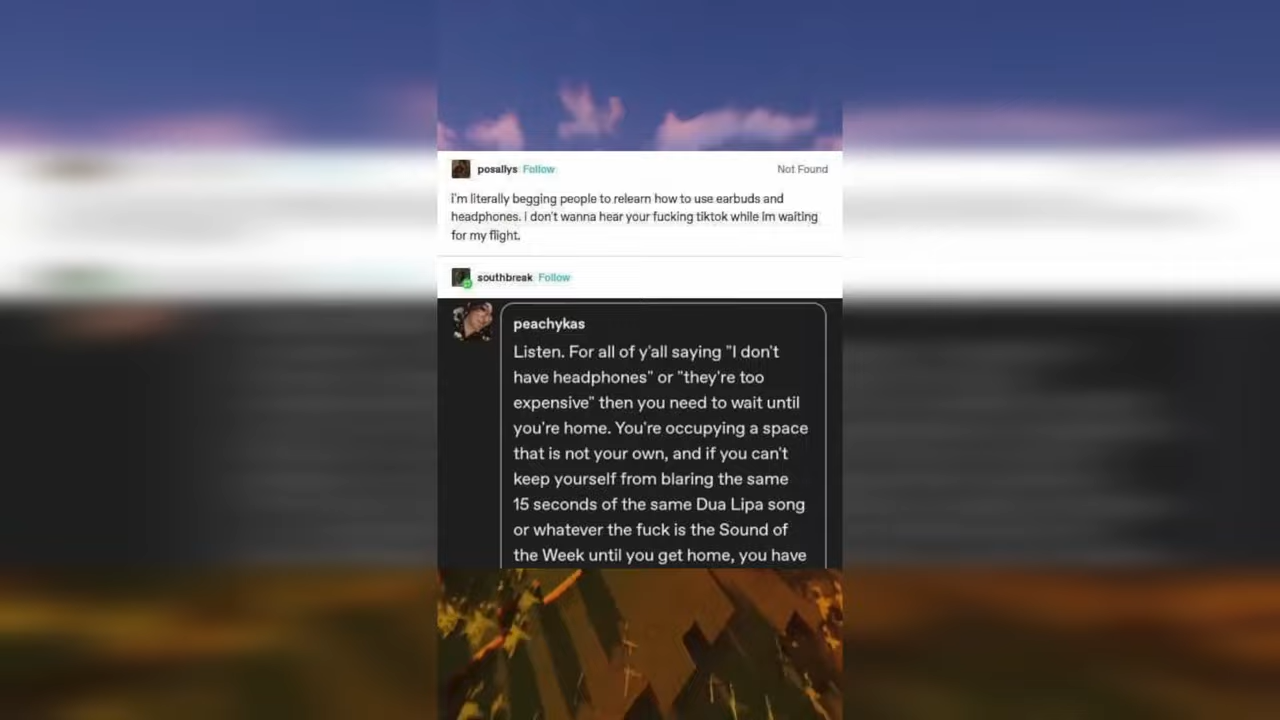 posallys Follow
Not Found
i'm literally begging people to relearn how to use earbuds and
headphones. i don't wanna hear your fucking tiktok while im waiting
for my flight.
southbreak Follow
peachykas
Listen. For all of y'all saying "I don't
have headphones" or "they're too
expensive" then you need to wait until
you're home. You're occupying a space
that is not your own, and if you can't
keep yourself from blaring the same
15 seconds of the same Dua Lipa song
or whatever the fuck is the Sound of
the Week until you get home, you have